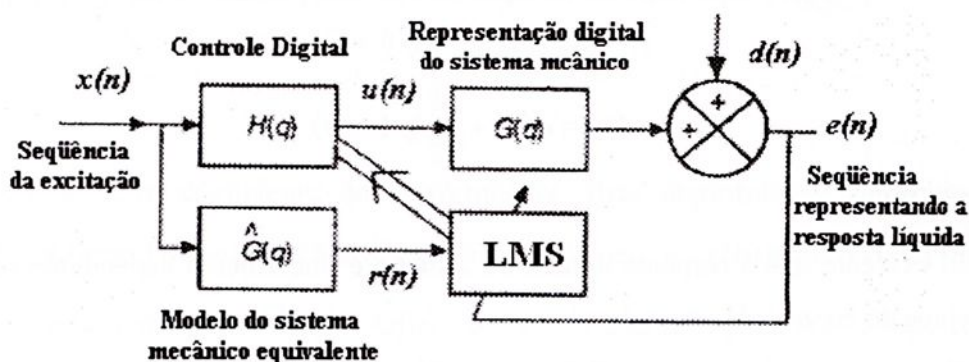 Controle Digital
Representação digital
do sistema mcânico
d(n)
x(n)
u(n)
H(q)
G(q)
+
+
e(n)
Seqüência
da excitação
Seqüência
representando a
resposta líquida
^
G(q)
r(n)
LMS
Modelo do sistema
mecânico equivalente